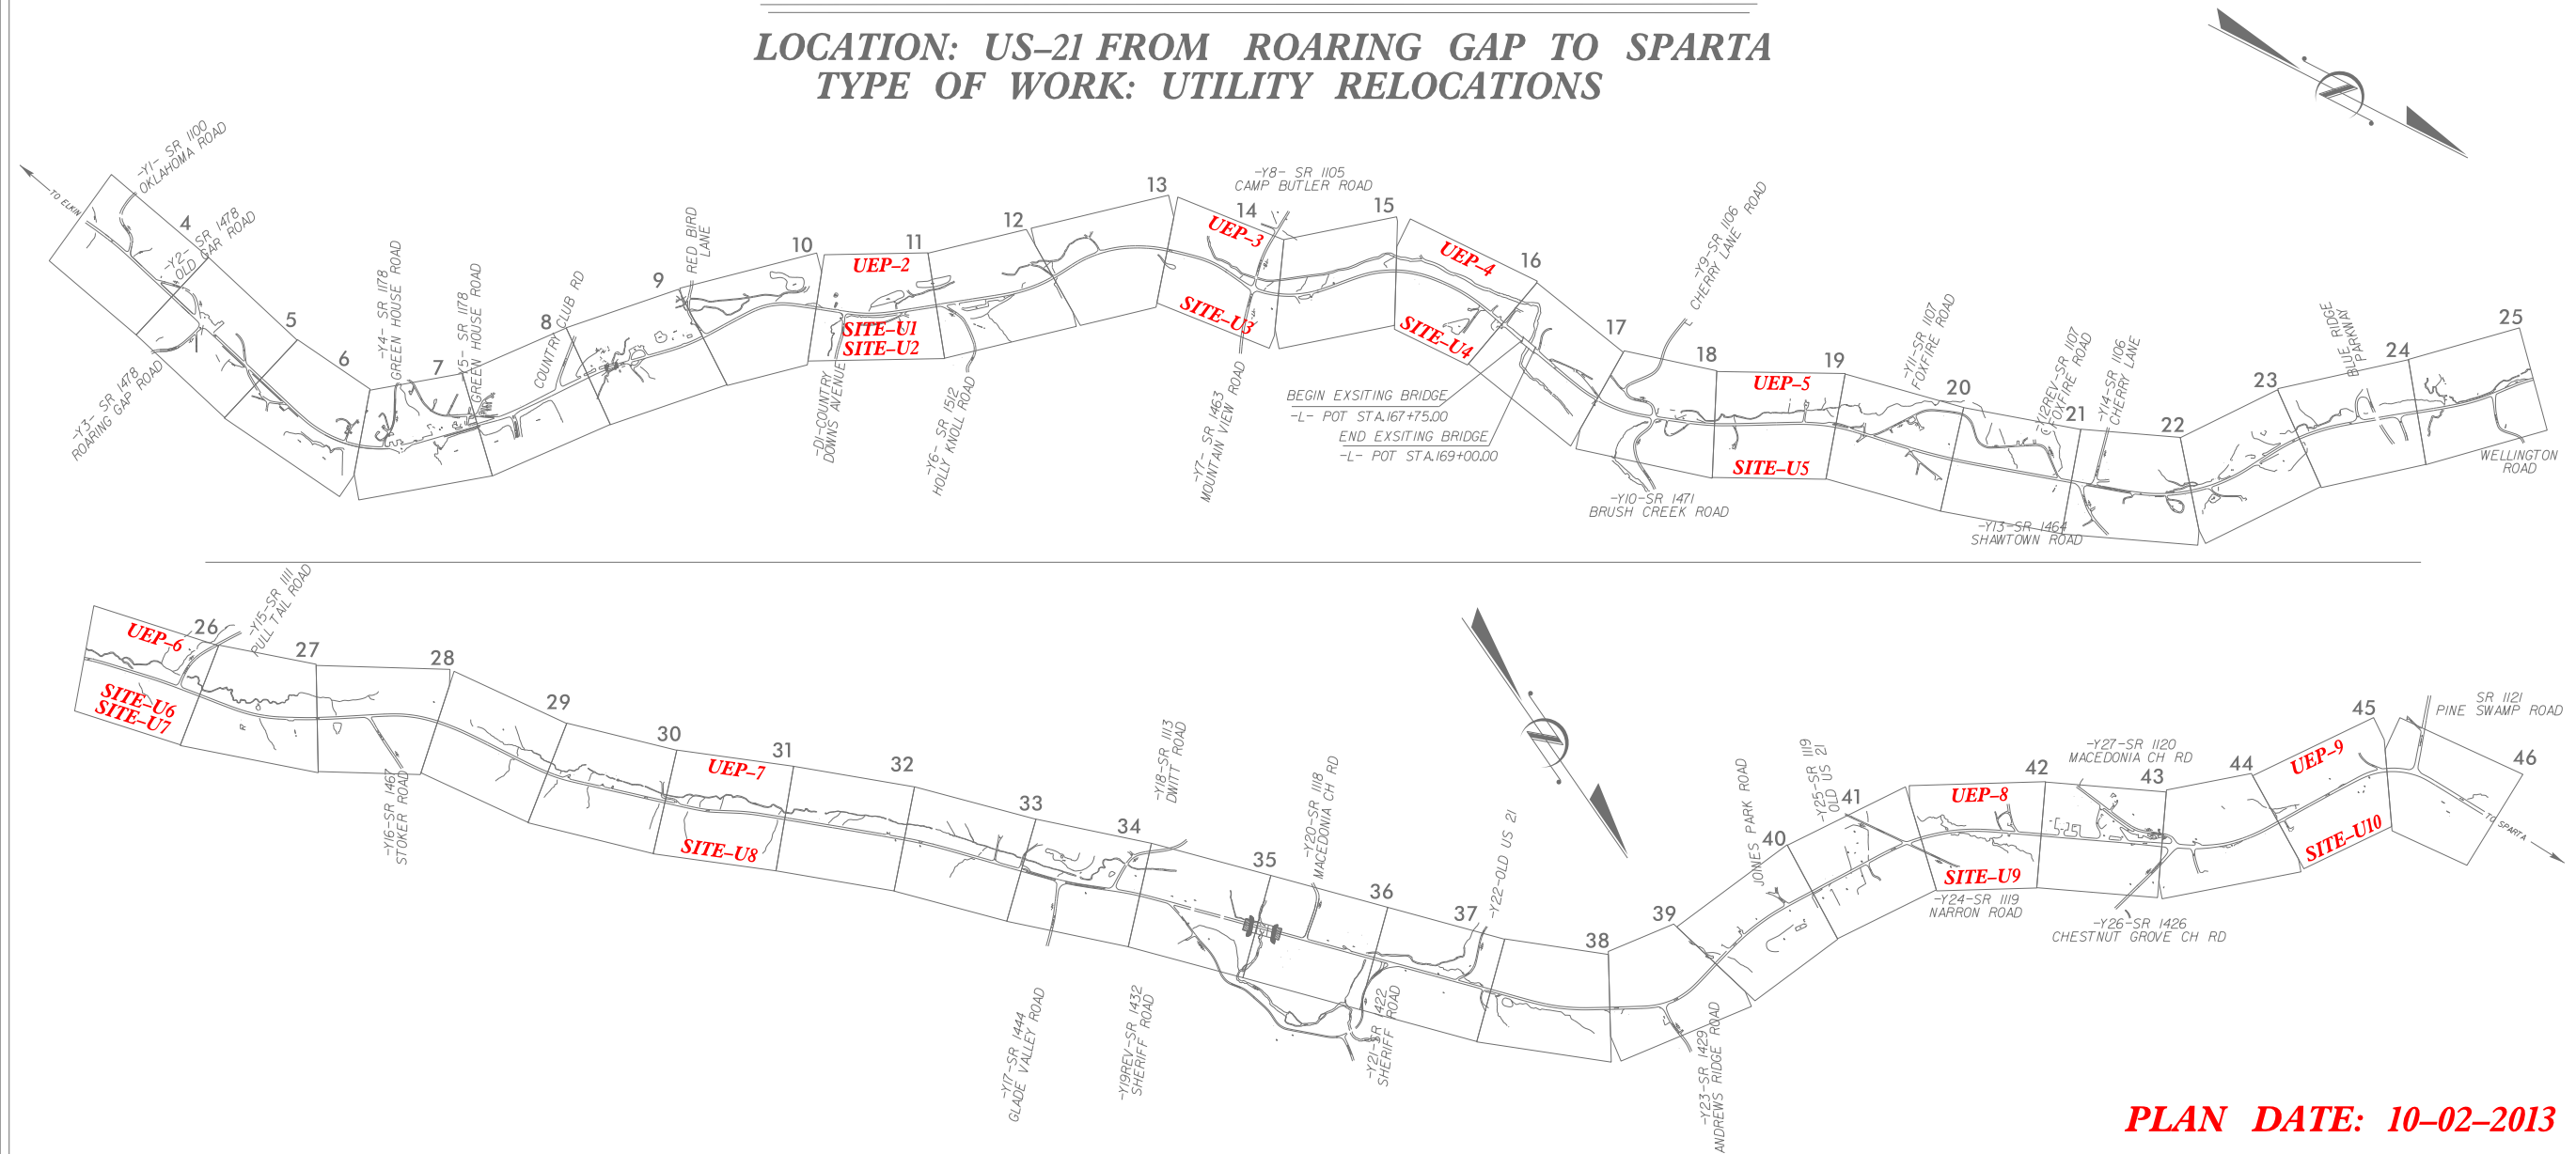 LOCATION: US-21 FROM ROARING GAP TO SPARTA
TYPE OF WORK: UTILITY RELOCATIONS
TO ELKIN
-Y1- SR 1100
OKLAHOMA ROAD
4
-Y2- SR 1478
OLD GAP ROAD
-Y3- SR 1478
ROARING GAP ROAD
5
6
-Y4- SR 1178
GREEN HOUSE ROAD
7
-Y5- SR 1178
GREEN HOUSE ROAD
8
COUNTRY CLUB RD
9
RED BIRD
LANE
10
11
UEP-2
SITE-U1
SITE-U2
-D1-COUNTRY
DOWNS AVENUE
12
-Y6- SR 1512
HOLLY KNOLL ROAD
13
14
UEP-3
SITE-U3
-Y7- SR 1463
MOUNTAIN VIEW ROAD
-Y8- SR 1105
CAMP BUTLER ROAD
15
UEP-4
SITE-U4
16
BEGIN EXSITING BRIDGE
-L- POT STA.167+75.00
END EXSITING BRIDGE
-L- POT STA.169+00.00
17
-Y9-SR 1106
CHERRY LANE ROAD
-Y10-SR 1471
BRUSH CREEK ROAD
18
UEP-5
SITE-U5
19
-Y11-SR 1107
FOXFIRE ROAD
20
-Y12REV-SR 1107
FOXFIRE ROAD
21
-Y13-SR 1464
SHAWTOWN ROAD
-Y14-SR 1106
CHERRY LANE
22
23
BLUE RIDGE
PARKWAY
24
25
WELLINGTON
ROAD
UEP-6
SITE-U6
SITE-U7
26
-Y15-SR 1111
PULL TAIL ROAD
27
28
-Y16-SR 1467
STOKER ROAD
29
30
UEP-7
SITE-U8
31
32
33
-Y17-SR 1444
GLADE VALLEY ROAD
34
-Y18-SR 1113
DWITT ROAD
-Y19REV-SR 1432
SHERIFF ROAD
35
-Y20-SR 1118
MACEDONIA CH RD
36
-Y21-SR 1422
SHERIFF ROAD
37
-Y22-OLD US 21
38
39
-Y23-SR 1429
ANDREWS RIDGE ROAD
JONES PARK ROAD
40
41
-Y25-SR 1119
OLD US 21
UEP-8
SITE-U9
-Y24-SR 1119
NARRON ROAD
42
-Y27-SR 1120
MACEDONIA CH RD
43
-Y26-SR 1426
CHESTNUT GROVE CH RD
44
UEP-9
SITE-U10
45
SR 1121
PINE SWAMP ROAD
46
TO SPARTA
PLAN DATE: 10-02-2013